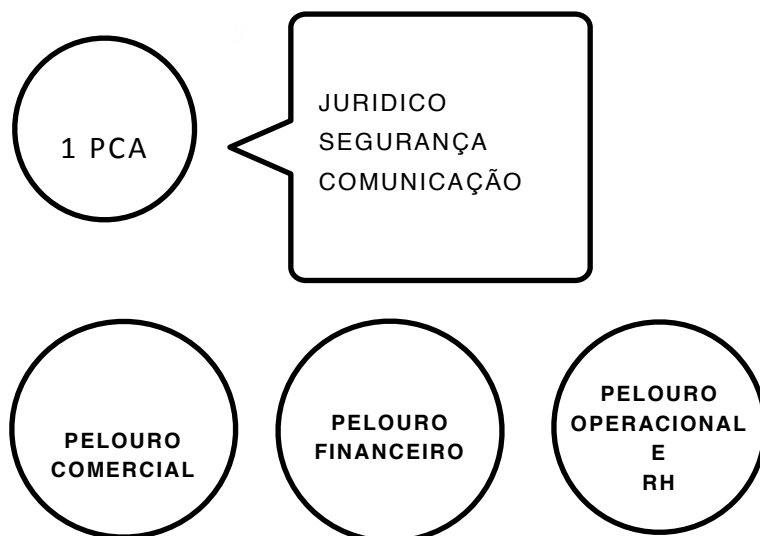 1 PCA
JURIDICO
SEGURANÇA
COMUNICAÇÃO
PELOURO
COMERCIAL
PELOURO
FINANCEIRO
PELOURO
OPERACIONAL
E
RH